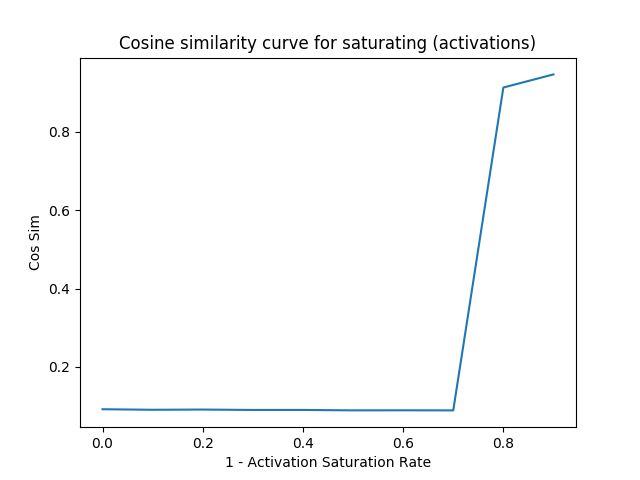 Cosine similarity curve for saturating (activations)
0.8
0.6
0.4
0.2
Cos Sim
0.0 0.2 0.4 0.6 0.8
1 - Activation Saturation Rate